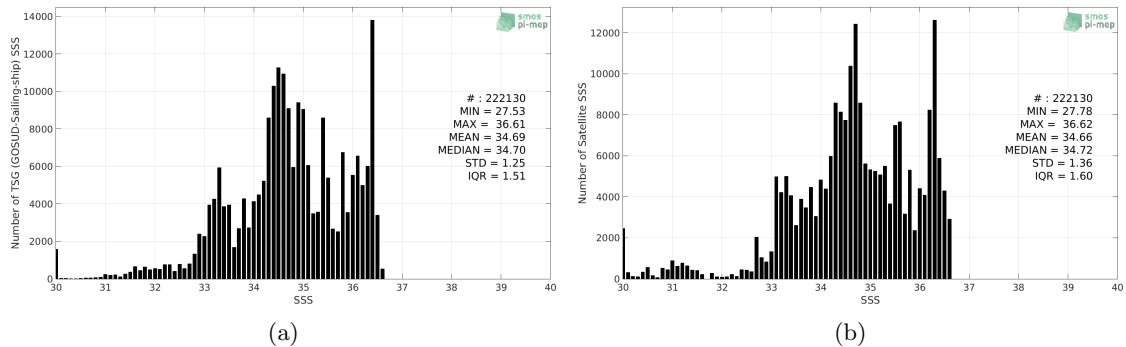 Number of TSG (GOSUD-Sailing-ship) SSS
14000
12000
10000
8000
6000
4000
2000
0
30 31 32 33 34 35 36 37 38 39 40
SSS
smos
pi-mep
# : 222130
MIN = 27.53
MAX = 36.61
MEAN = 34.69
MEDIAN = 34.70
STD = 1.25
IQR = 1.51
(a)
Number of Satellite SSS
12000
10000
8000
6000
4000
2000
0
30 31 32 33 34 35 36 37 38 39 40
SSS
smos
pi-mep
# : 222130
MIN = 27.78
MAX = 36.62
MEAN = 34.66
MEDIAN = 34.72
STD = 1.36
IQR = 1.60
(b)